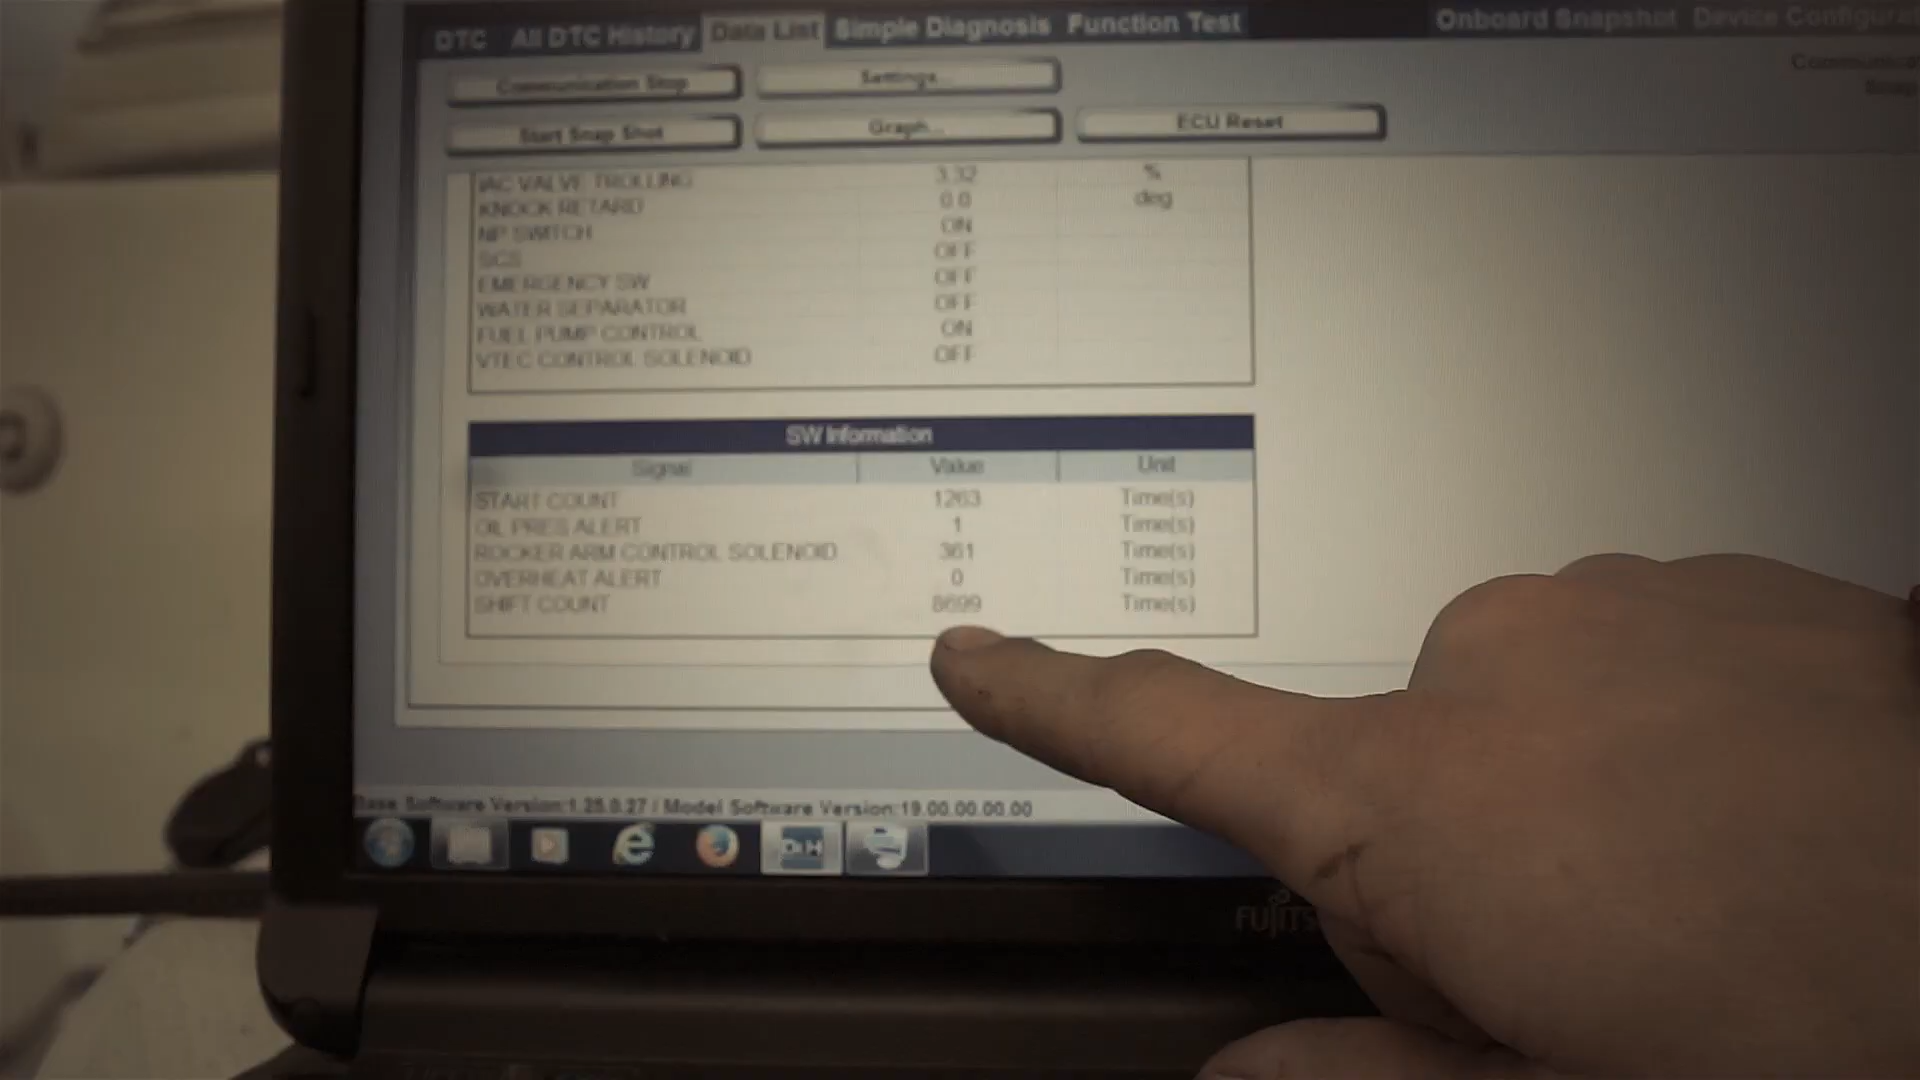 DTC All DTC History Data List Simple Diagnosis Function Test Onboard Snapshot Device
Communication Stop Settings...
Start Snap Shot Graph... ECU Reset
IAC VALVE TROLLING 3.32 %
KNOCK RETARD 0.0 deg
NP SWITCH ON
SCS OFF
EMERGENCY SW OFF
WATER SEPARATOR OFF
FUEL PUMP CONTROL ON
VTEC CONTROL SOLENOID OFF
SW Information
Signal Value Unit
START COUNT 1263 Time(s)
OIL PRES ALERT 1 Time(s)
ROCKER ARM CONTROL SOLENOID 361 Time(s)
OVERHEAT ALERT 0 Time(s)
SHIFT COUNT 8699 Time(s)
Base Software Version:1.25.8.27 / Model Software Version:19.00.00.00.00
FUJITS